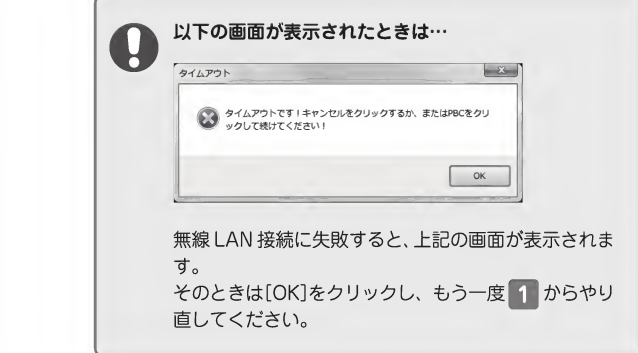 以下の画面が表示されたときは…
タイムアウト
タイムアウトです！キャンセルをクリックするか、またはPBCをクリ
ックして続けてください！
OK
無線LAN接続に失敗すると、上記の画面が表示されま
す。
そのときは[OK]をクリックし、もう一度 1 からやり
直してください。